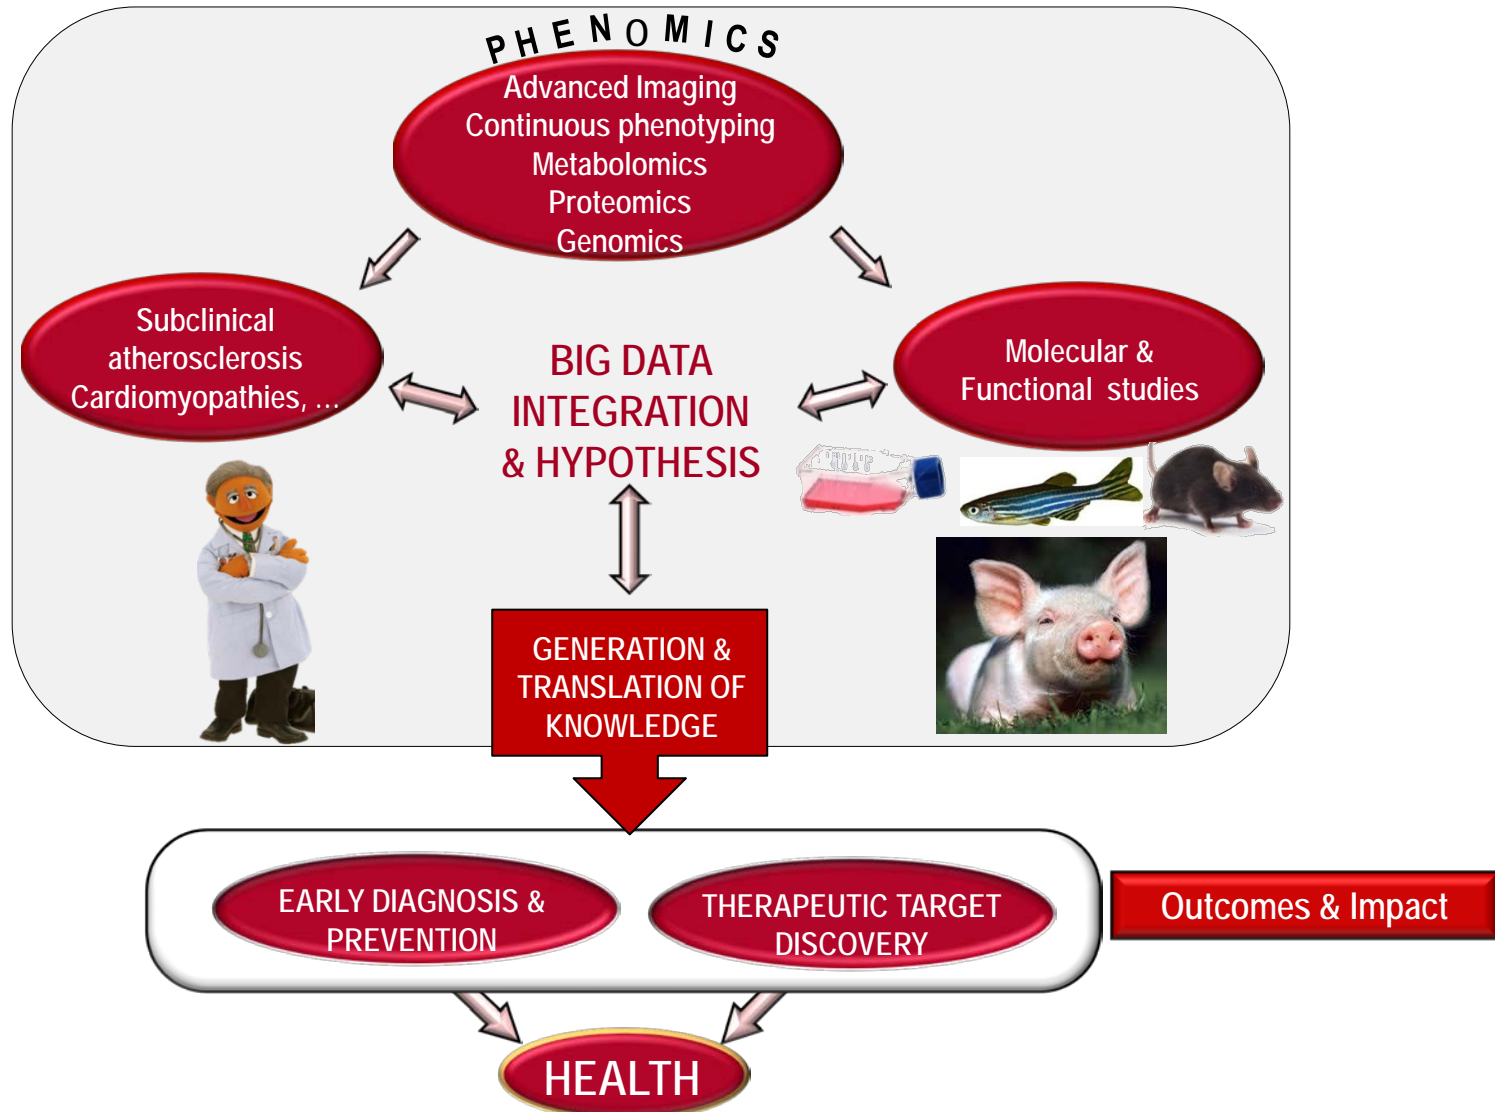 PHENOMICS
Advanced Imaging
Continuous phenotyping
Metabolomics
Proteomics
Genomics
Subclinical
atherosclerosis
Cardiomyopathies, ...
BIG DATA
INTEGRATION
& HYPOTHESIS
Molecular &
Functional studies
GENERATION &
TRANSLATION OF
KNOWLEDGE
EARLY DIAGNOSIS &
PREVENTION
THERAPEUTIC TARGET
DISCOVERY
Outcomes & Impact
HEALTH